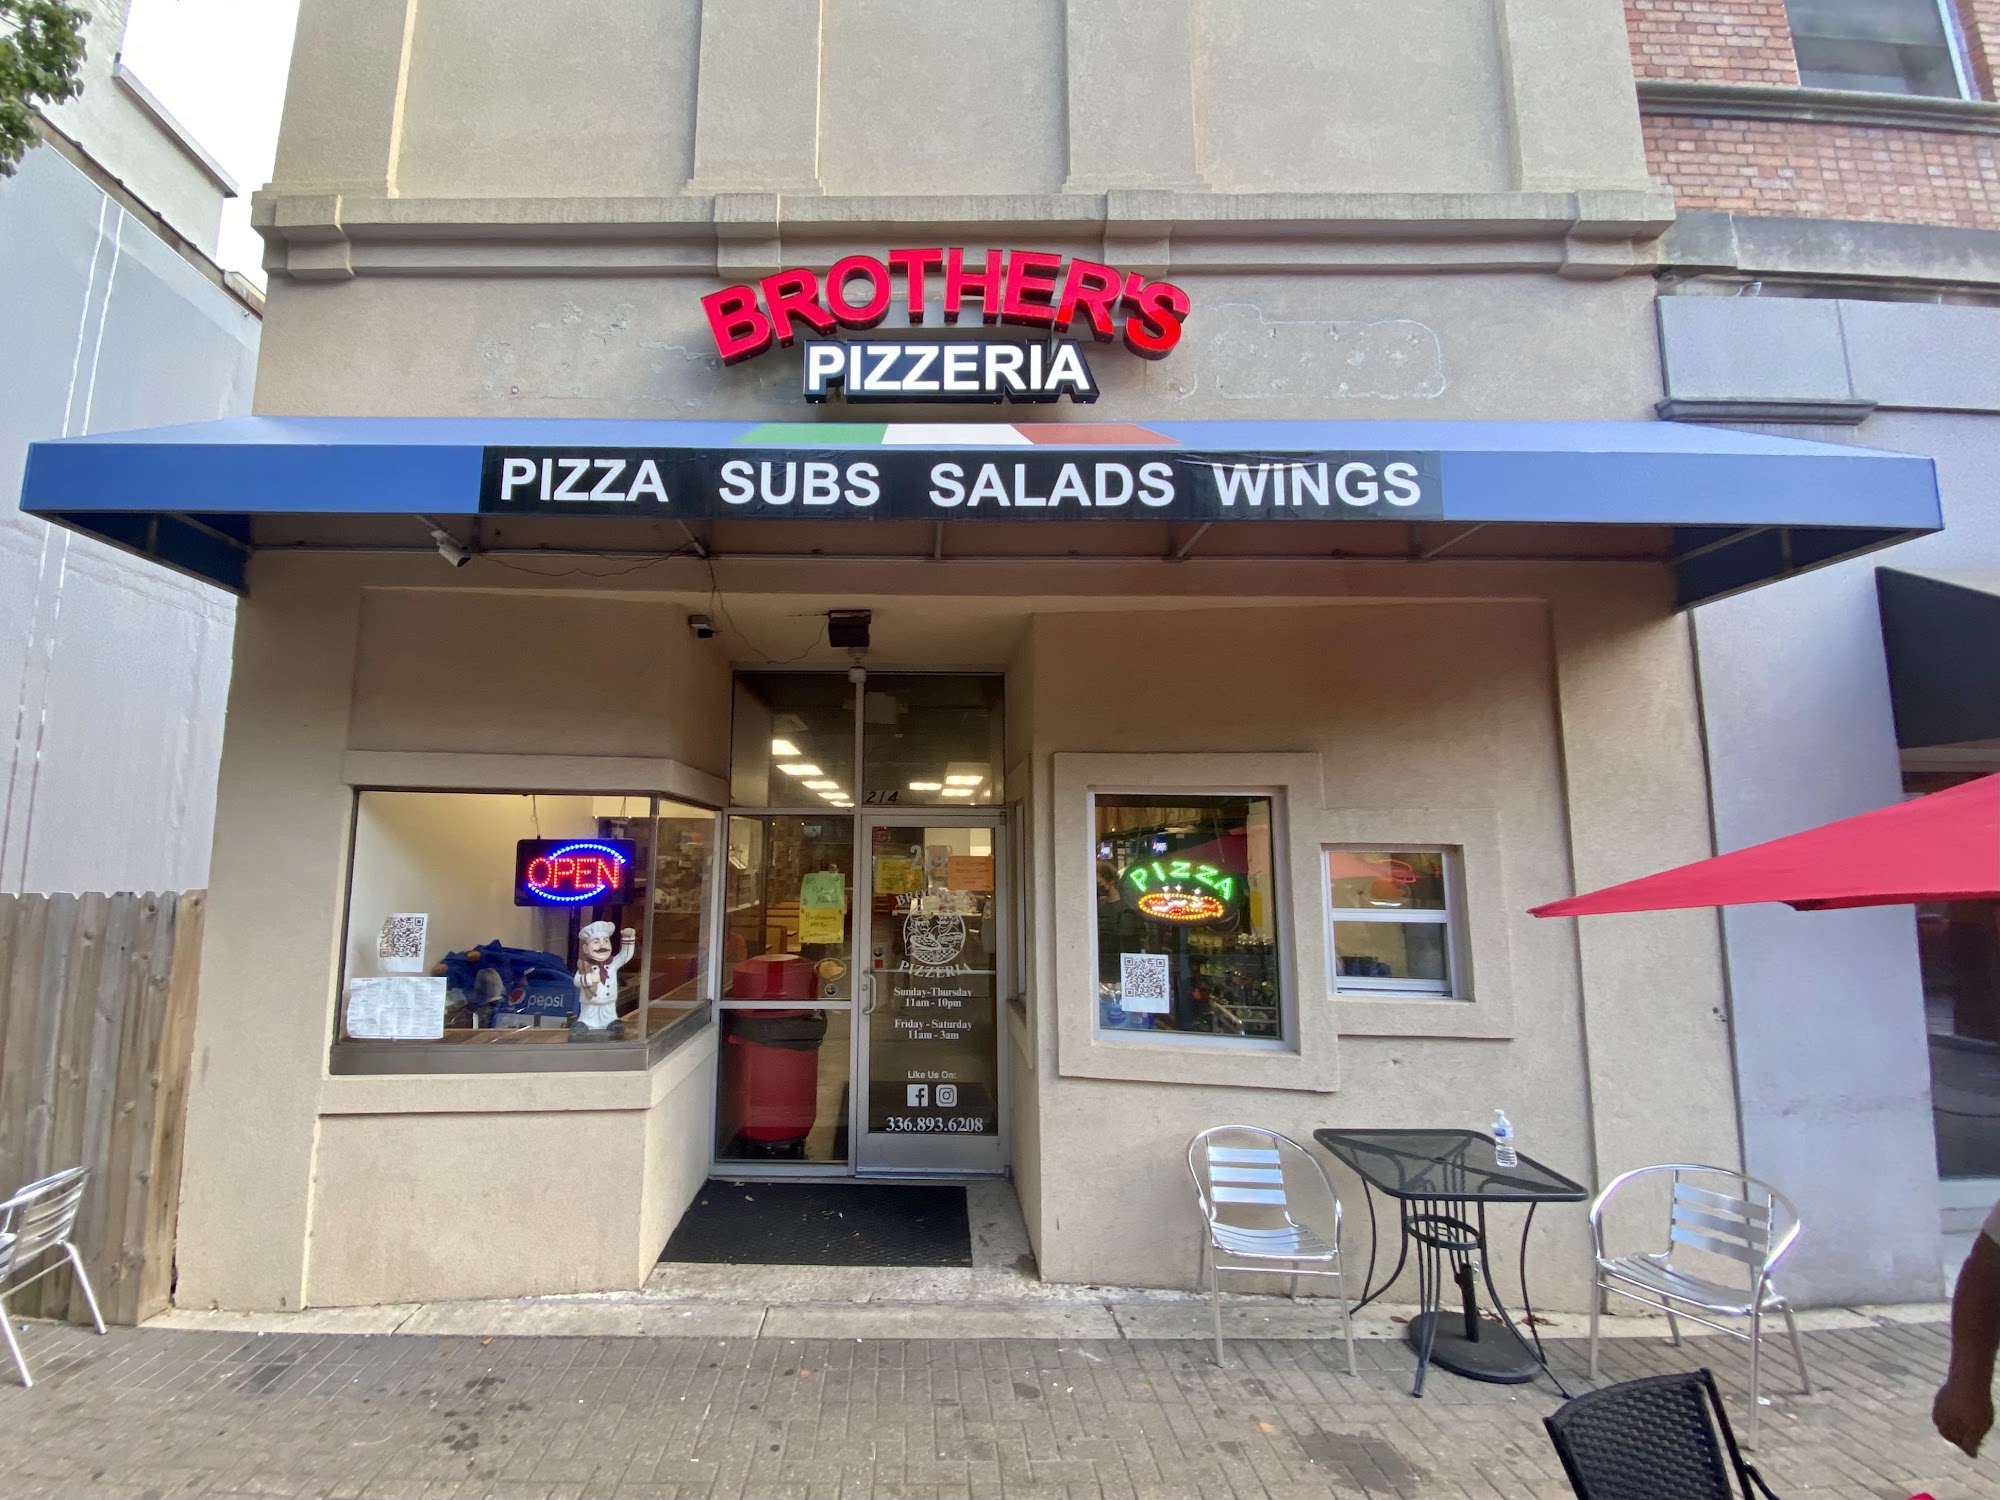 BROTHER'S
PIZZERIA
PIZZA SUBS SALADS WINGS
214
OPEN
pepsi
PIZZA
PIZZERIA
Sunday-Thursday
11am - 10pm
Friday - Saturday
11am - 3am
Like Us On:
336.893.6208